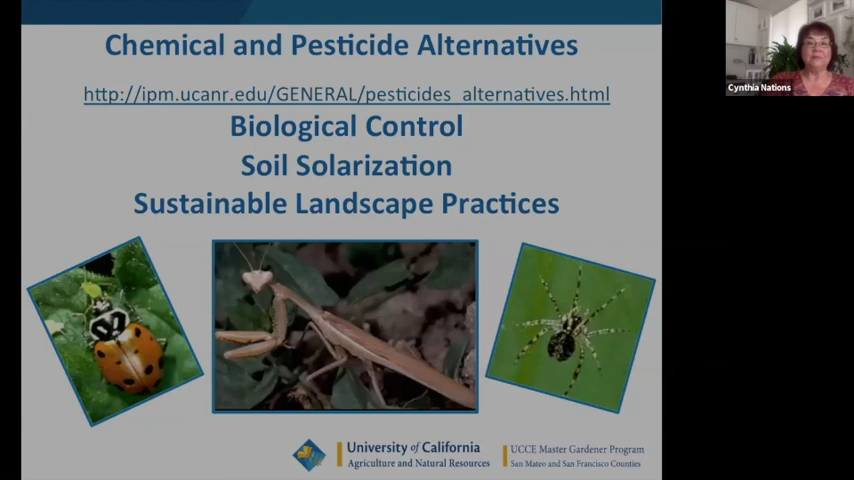 Chemical and Pesticide Alternatives
http://ipm.ucanr.edu/GENERAL/pesticides_alternatives.html
Biological Control
Soil Solarization
Sustainable Landscape Practices
University of California
Agriculture and Natural Resources
UCCE Master Gardener Program
San Mateo and San Francisco Counties
Cynthia Nations